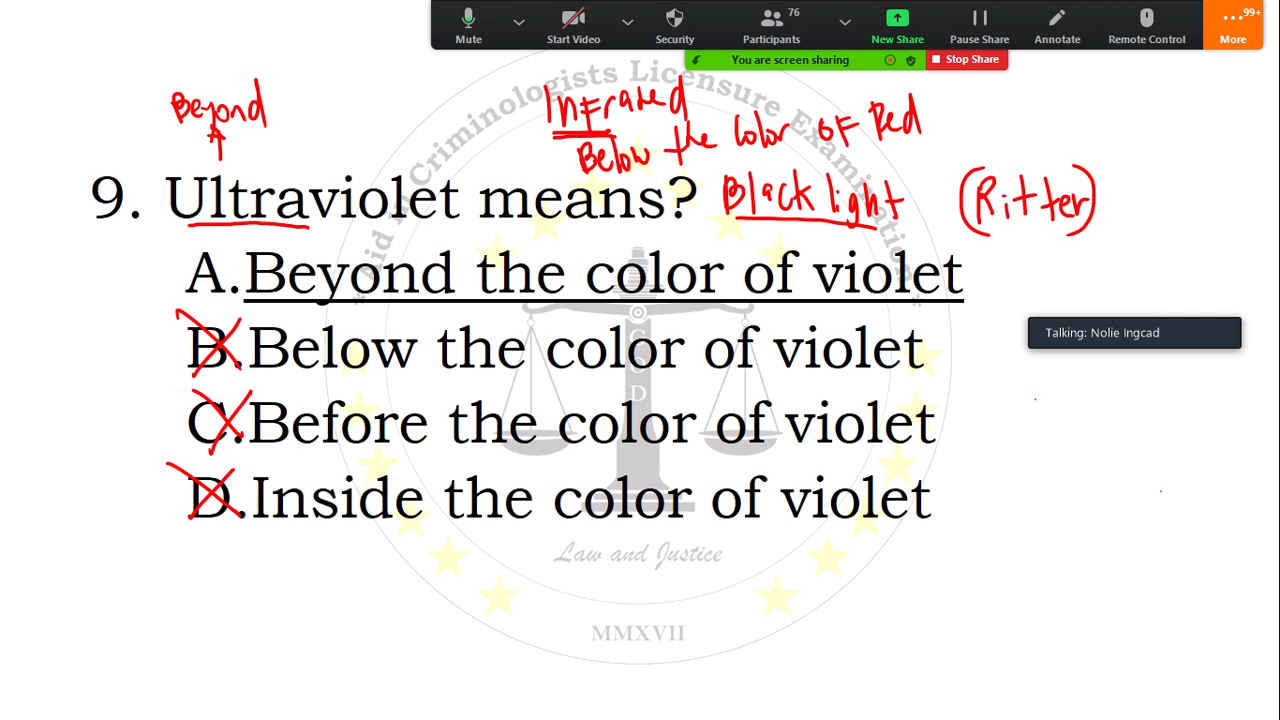 Mute
Start Video
Security
76
Participants
New Share
Pause Share
Annotate
Remote Control
99+
More
You are screen sharing
Stop Share
Criminologists Licensure Examination
Beyond
Infrared
Below the color of Red
9. Ultraviolet means? Black light (Ritter)
A.Beyond the color of violet
B.Below the color of violet
C.Before the color of violet
D.Inside the color of violet
Talking: Nolie Ingcad
Law and Justice
MMXVII